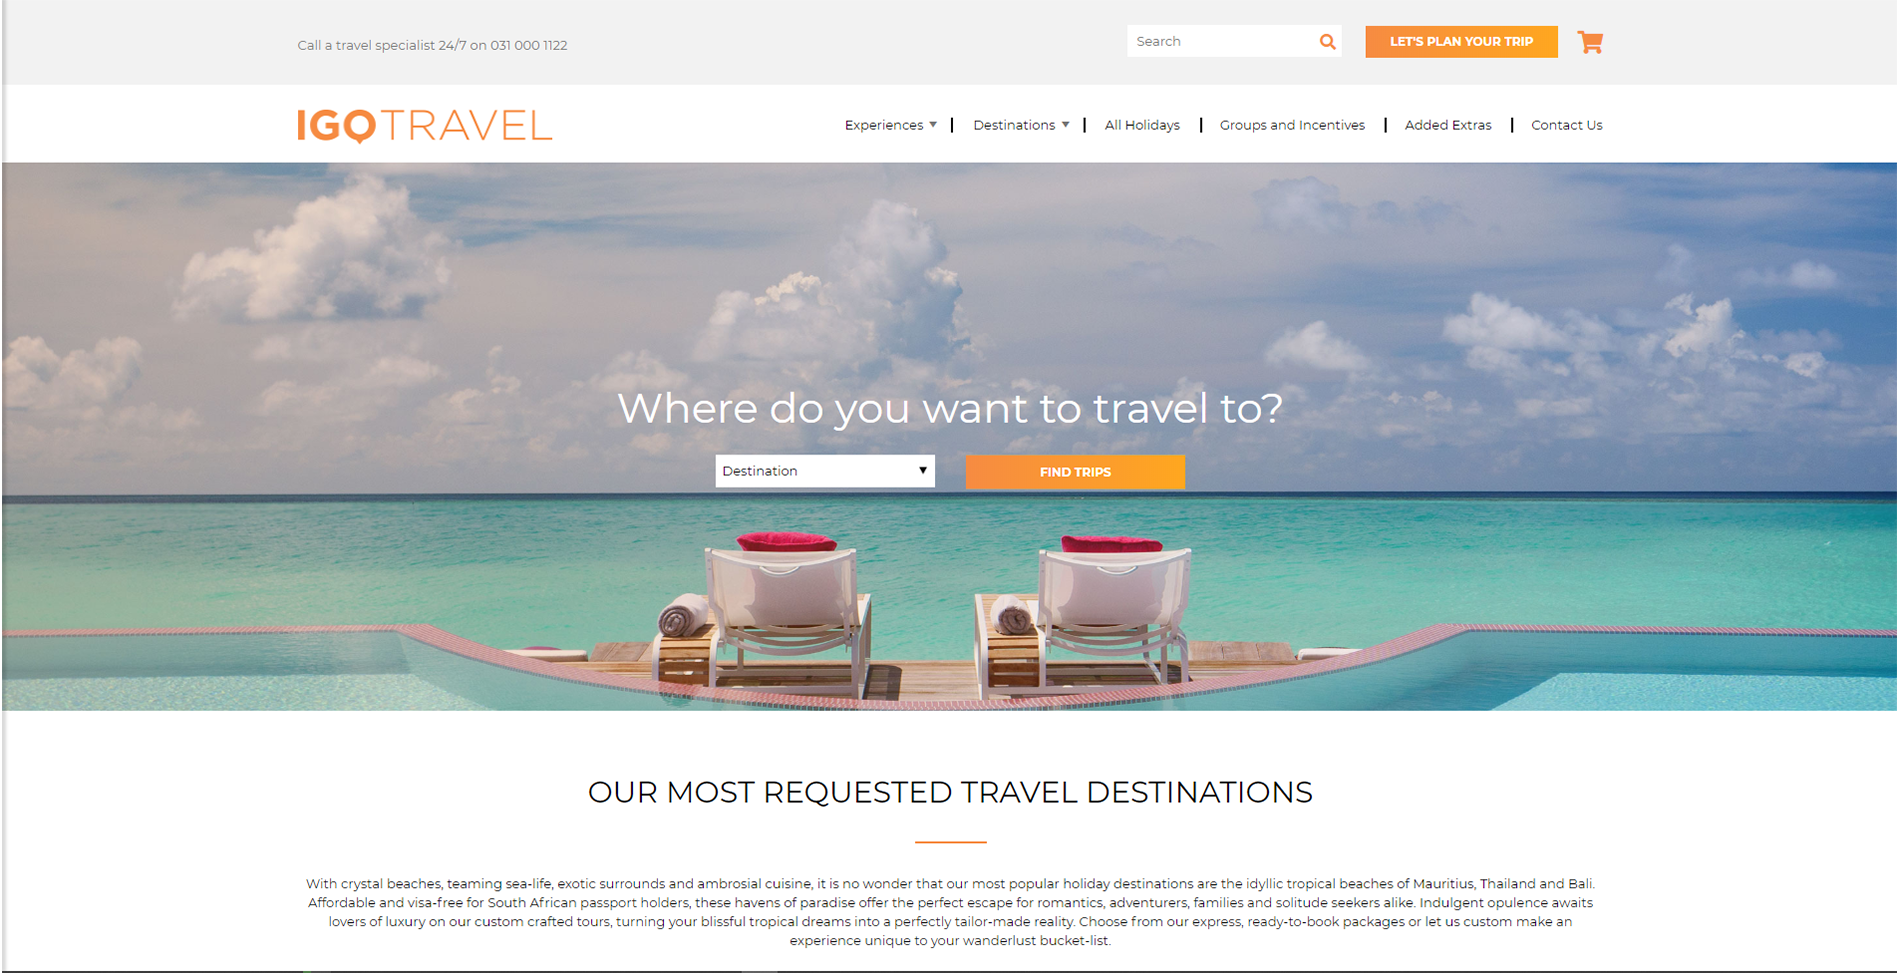 Call a travel specialist 24/7 on 031 000 1122
Search
LET'S PLAN YOUR TRIP
IGOTRAVEL
Experiences
Destinations
All Holidays
Groups and Incentives
Added Extras
Contact Us
Where do you want to travel to?
Destination
FIND TRIPS
OUR MOST REQUESTED TRAVEL DESTINATIONS
With crystal beaches, teaming sea-life, exotic surrounds and ambrosial cuisine, it is no wonder that our most popular holiday destinations are the idyllic tropical beaches of Mauritius, Thailand and Bali.
Affordable and visa-free for South African passport holders, these havens of paradise offer the perfect escape for romantics, adventurers, families and solitude seekers alike. Indulgent opulence awaits
lovers of luxury on our custom crafted tours, turning your blissful tropical dreams into a perfectly tailor-made reality. Choose from our express, ready-to-book packages or let us custom make an
experience unique to your wanderlust bucket-list.